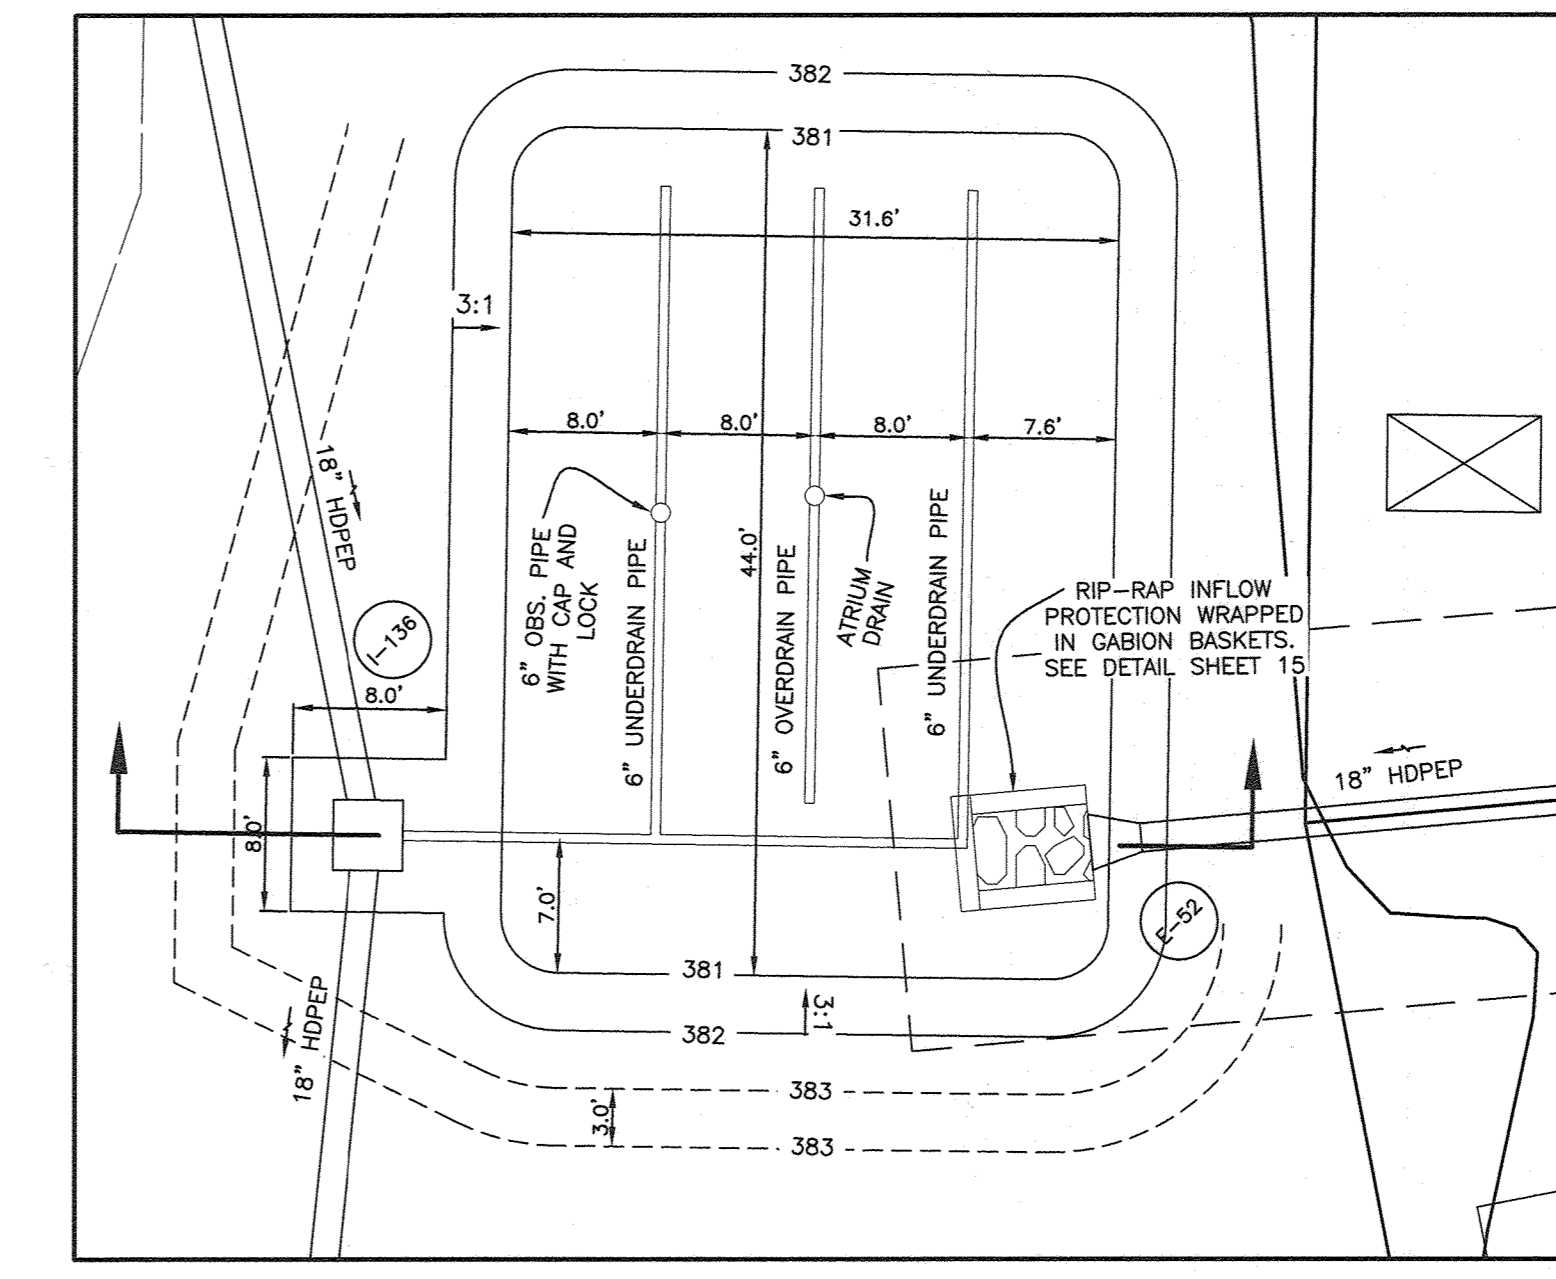 382
381
31.6'
3:1
8.0'
8.0'
8.0'
7.6'
18" HDPEP
6" OBS. PIPE
WITH CAP AND
LOCK
6" UNDERDRAIN PIPE
44.0'
6" OVERDRAIN PIPE
ATRIUM
DRAIN
6" UNDERDRAIN PIPE
RIP-RAP INFLOW
PROTECTION WRAPPED
IN GABION BASKETS.
SEE DETAIL SHEET 15
I-136
8.0'
8.0'
18" HDPEP
7.0'
E-52
381
3:1
382
18" HDPEP
383
3.0'
383